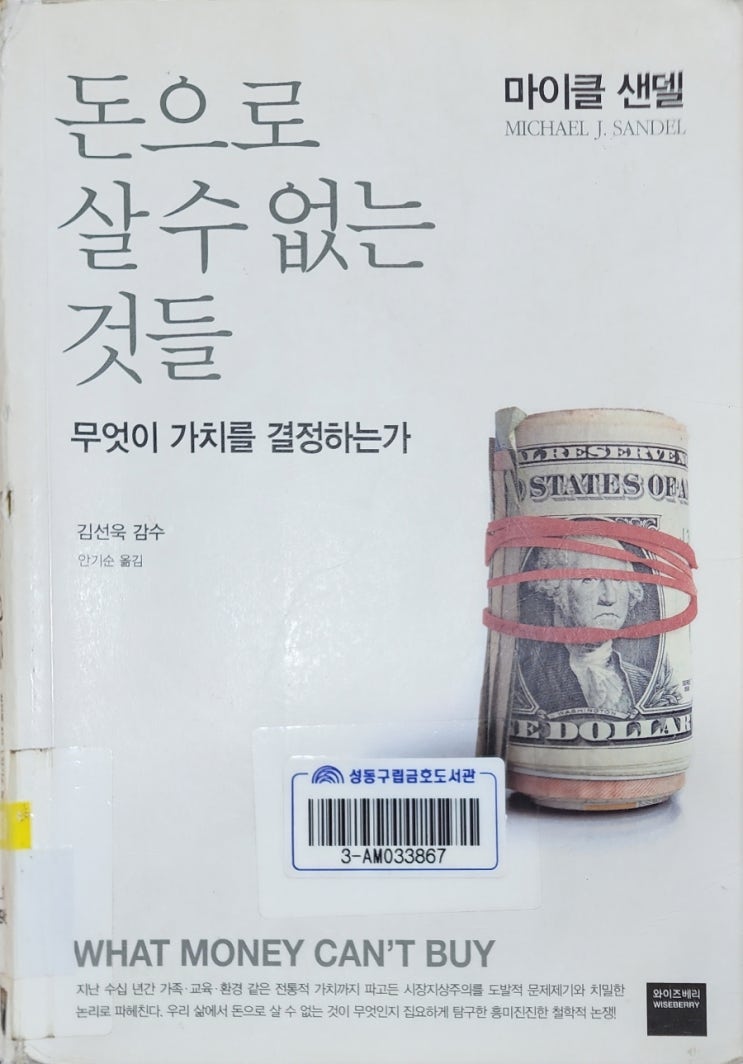 돈으로
살 수 없는
것들
마이클 샌델
MICHAEL J. SANDEL
무엇이 가치를 결정하는가
김선욱 감수
안기순 옮김
AL RESERVE N
D STATES OF A
WASHINGTON
E DOLLAR
성동구립금호도서관
3-AM033867
WHAT MONEY CAN'T BUY
지난 수십 년간 가족·교육·환경 같은 전통적 가치까지 파고든 시장지상주의를 도발적 문제제기와 치밀한
논리로 파헤친다. 우리 삶에서 돈으로 살 수 없는 것이 무엇인지 집요하게 탐구한 흥미진진한 철학적 논쟁!
와이즈베리
WISEBERRY